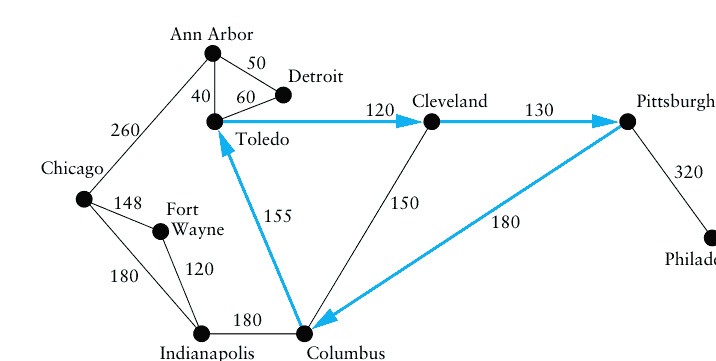 Ann Arbor
50
Detroit
40
60
Cleveland
Pittsburgh
120
130
260
Toledo
Chicago
320
148
Fort
Wayne
155
150
180
120
180
180
Indianapolis
Columbus
Philade